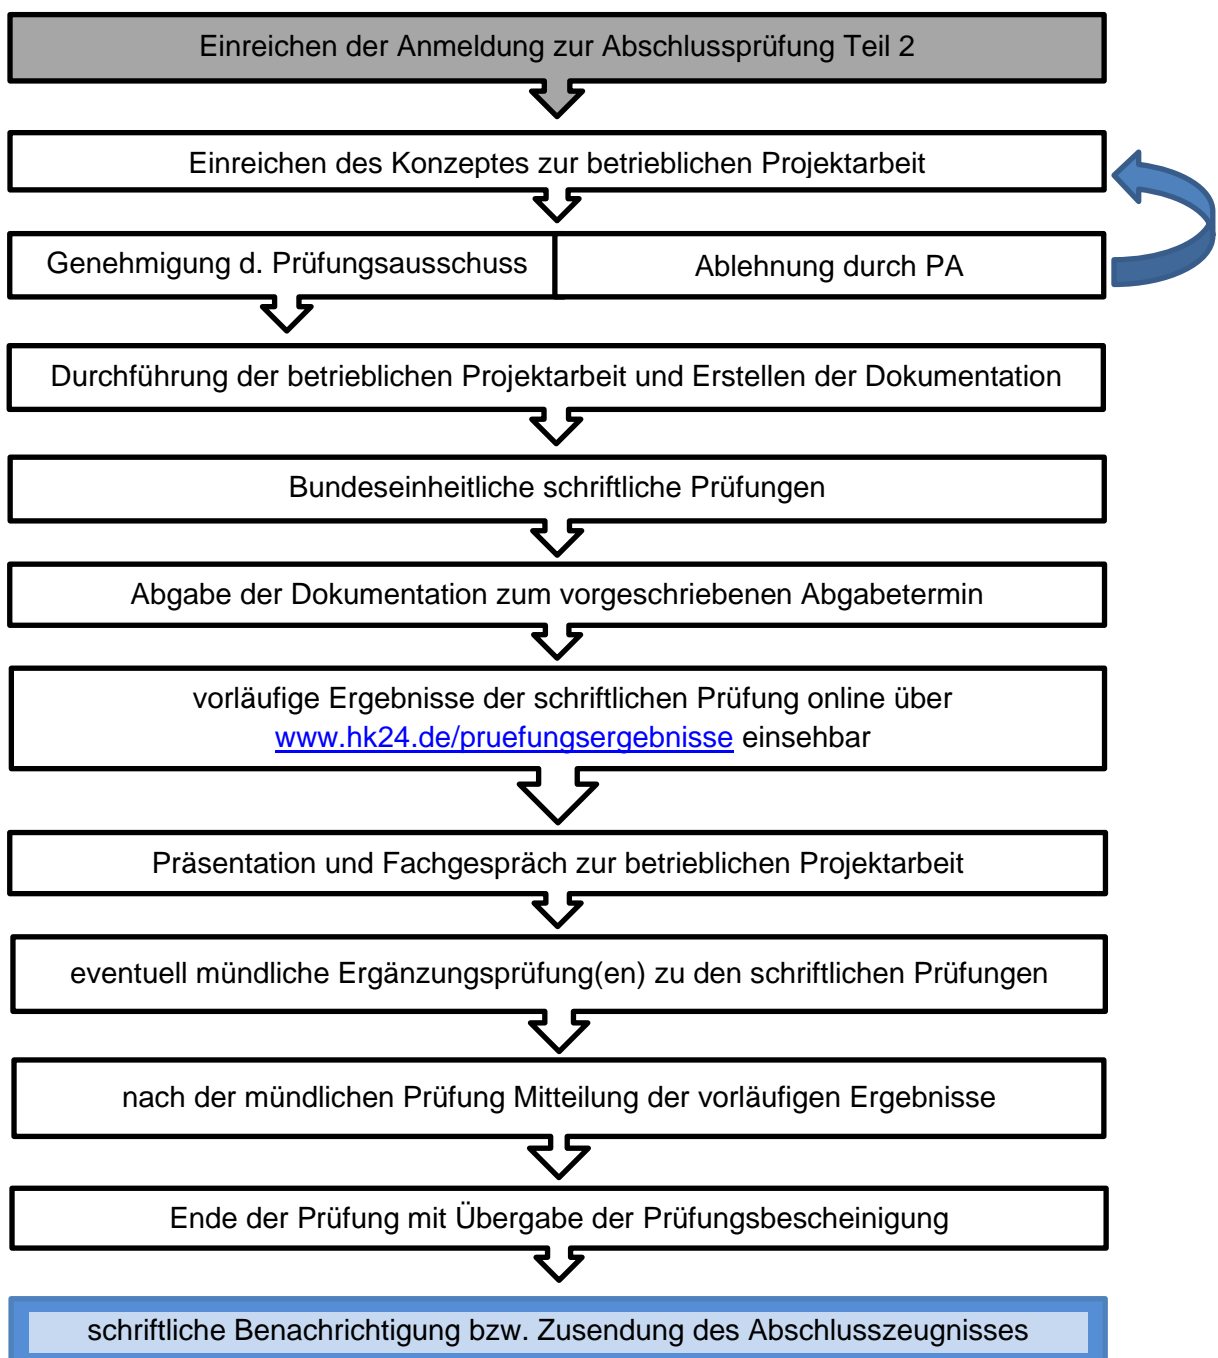 Einreichen der Anmeldung zur Abschlussprüfung Teil 2
Einreichen des Konzeptes zur betrieblichen Projektarbeit
Genehmigung d. Prüfungsausschuss
Ablehnung durch PA
Durchführung der betrieblichen Projektarbeit und Erstellen der Dokumentation
Bundeseinheitliche schriftliche Prüfungen
Abgabe der Dokumentation zum vorgeschriebenen Abgabetermin
vorläufige Ergebnisse der schriftlichen Prüfung online über
www.hk24.de/pruefungsergebnisse einsehbar
Präsentation und Fachgespräch zur betrieblichen Projektarbeit
eventuell mündliche Ergänzungsprüfung(en) zu den schriftlichen Prüfungen
nach der mündlichen Prüfung Mitteilung der vorläufigen Ergebnisse
Ende der Prüfung mit Übergabe der Prüfungsbescheinigung
schriftliche Benachrichtigung bzw. Zusendung des Abschlusszeugnisses